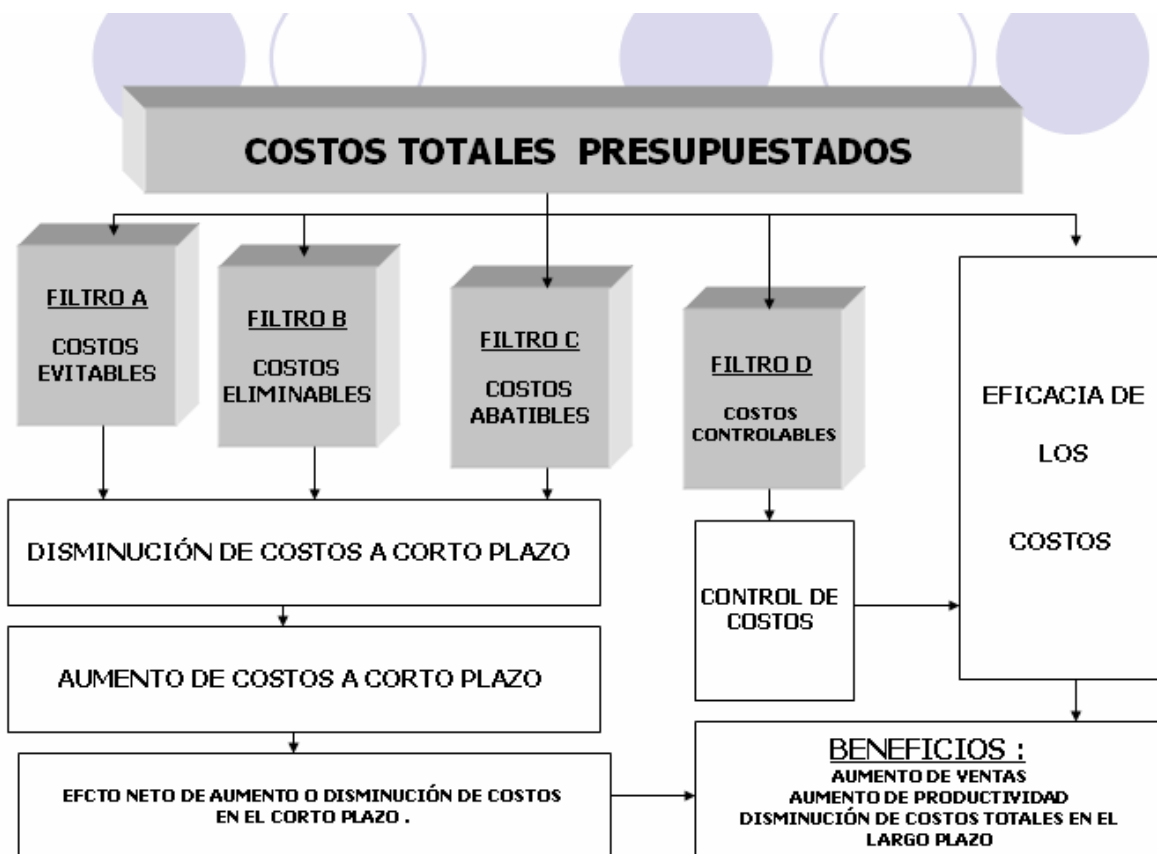 COSTOS TOTALES PRESUPUESTADOS
FILTRO A
COSTOS
EVITABLES
FILTRO B
COSTOS
ELIMINABLES
FILTRO C
COSTOS
ABATIBLES
FILTRO D
COSTOS
CONTROLABLES
EFICACIA DE
LOS
COSTOS
DISMINUCIÓN DE COSTOS A CORTO PLAZO
CONTROL DE
COSTOS
AUMENTO DE COSTOS A CORTO PLAZO
EFCTO NETO DE AUMENTO O DISMINUCIÓN DE COSTOS
EN EL CORTO PLAZO .
BENEFICIOS :
AUMENTO DE VENTAS
AUMENTO DE PRODUCTIVIDAD
DISMINUCIÓN DE COSTOS TOTALES EN EL
LARGO PLAZO